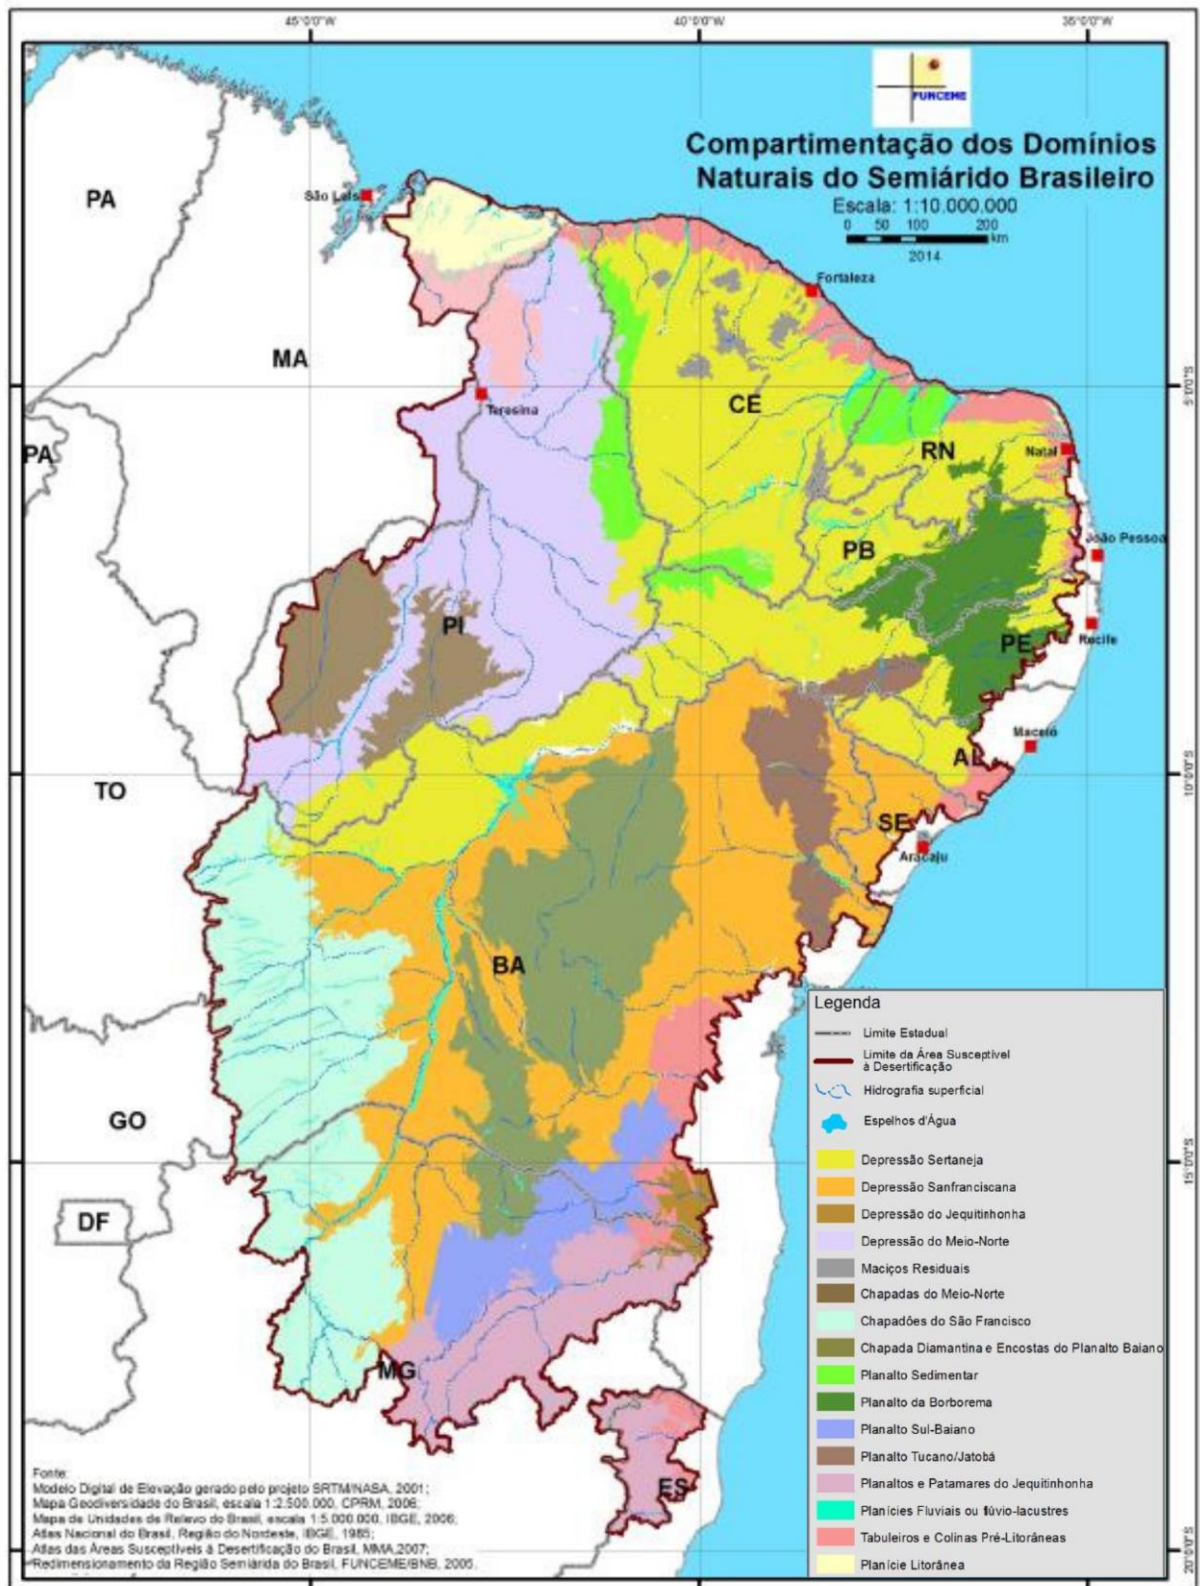 45°0'0"W
40°0'0"W
35°0'0"W
FUNCEME
Compartimentação dos Domínios
Naturais do Semiárido Brasileiro
Escala: 1:10.000.000
0 50 100 200
km
2014
PA
São Luís
Fortaleza
MA
5°0'0"S
Teresina
CE
PA
RN
Natal
João Pessoa
PB
PI
PE
Recife
Maceió
AL
10°0'0"S
TO
SE
Aracaju
BA
GO
15°0'0"S
DF
MG
ES
20°0'0"S
Legenda
Limite Estadual
Limite da Área Susceptível
à Desertificação
Hidrografia superficial
Espelhos d'Água
Depressão Sertaneja
Depressão Sanfranciscana
Depressão do Jequitinhonha
Depressão do Meio-Norte
Maciços Residuais
Chapadas do Meio-Norte
Chapadões do São Francisco
Chapada Diamantina e Encostas do Planalto Baiano
Planalto Sedimentar
Planalto da Borborema
Planalto Sul-Baiano
Planalto Tucano/Jatobá
Planaltos e Patamares do Jequitinhonha
Planícies Fluviais ou flúvio-lacustres
Tabuleiros e Colinas Pré-Litorâneas
Planície Litorânea
Fonte:
Modelo Digital de Elevação gerado pelo projeto SRTM/NASA, 2001;
Mapa Geodiversidade do Brasil, escala 1:2.500.000, CPRM, 2006;
Mapa de Unidades de Relevo do Brasil, escala 1:5.000.000, IBGE, 2006;
Atlas Nacional do Brasil, Região do Nordeste, IBGE, 1985;
Atlas das Áreas Susceptíveis à Desertificação do Brasil, MMA,2007;
Redimensionamento da Região Semiárida do Brasil, FUNCEME/BNB, 2005.